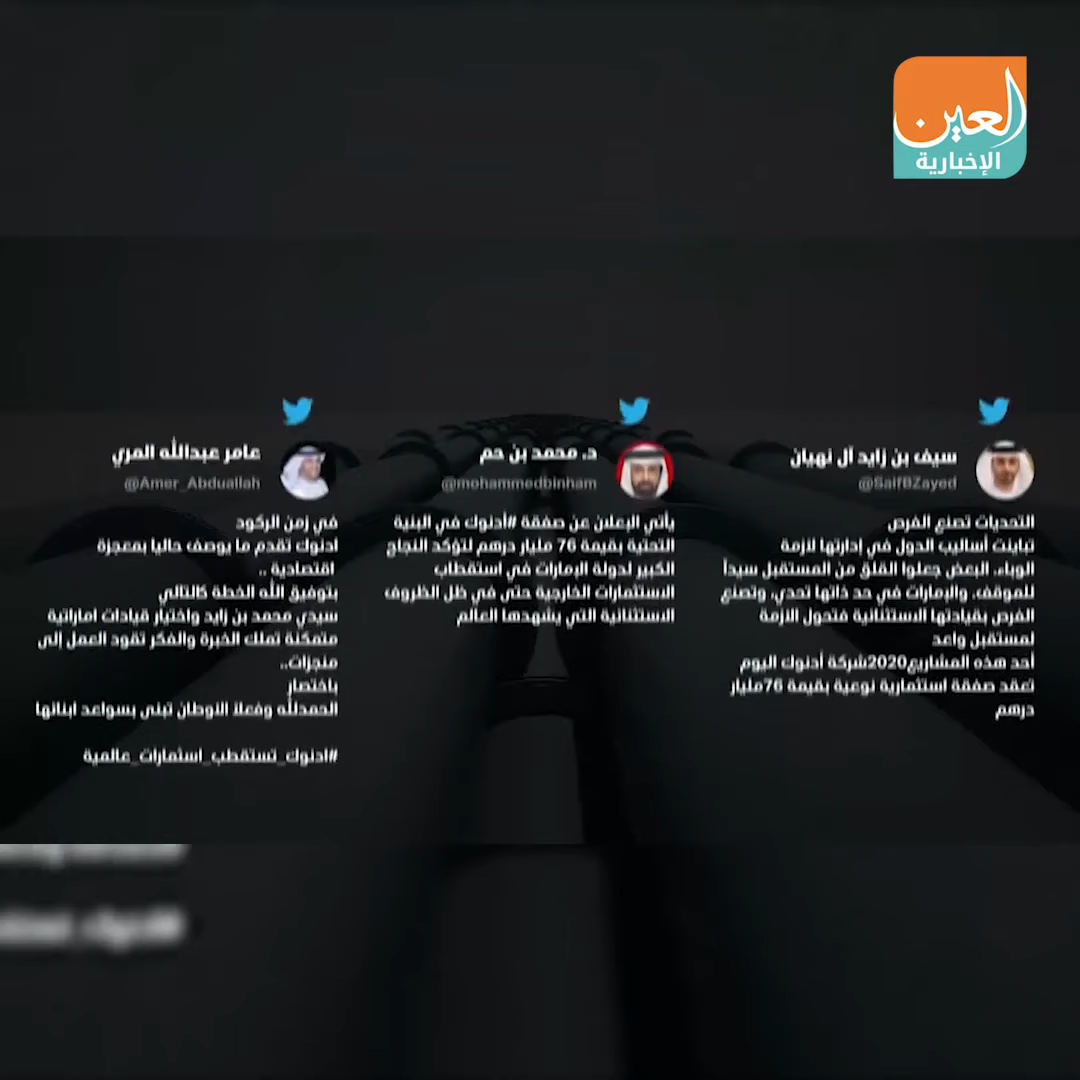 العين
الإخبارية
سيف بن زايد آل نهيان
@SaifBZayed
التحديات تصنع الفرص
تباينت أساليب الدول في إدارتها لأزمة
الوباء، البعض جعلوا القلق من المستقبل سيداً
للموقف، والإمارات في حد ذاتها تحدي، وتصنع
الفرص بقيادتها الاستثنائية فتحول الأزمة
لمستقبل واعد
أحد هذه المشاريع2020شركة أدنوك اليوم
تعقد صفقة استثمارية نوعية بقيمة 76مليار
درهم
د. محمد بن حم
@mohammedbinham
يأتي الإعلان عن صفقة #أدنوك في البنية
التحتية بقيمة 76 مليار درهم لتؤكد النجاح
الكبير لدولة الإمارات في استقطاب
الاستثمارات الخارجية حتى في ظل الظروف
الاستثنائية التي يشهدها العالم
عامر عبدالله المري
@Amer_Abduallah
في زمن الركود
أدنوك تقدم ما يوصف حاليا بمعجزة
اقتصادية ..
بتوفيق الله الخطة كالتالي
سيدي محمد بن زايد واختيار قيادات اماراتية
متمكنة تملك الخبرة والفكر تقود العمل إلى
منجزات..
باختصار
الحمدلله وفعلا الأوطان تبنى بسواعد ابنائها
#ادنوك_تستقطب_استثمارات_عالمية